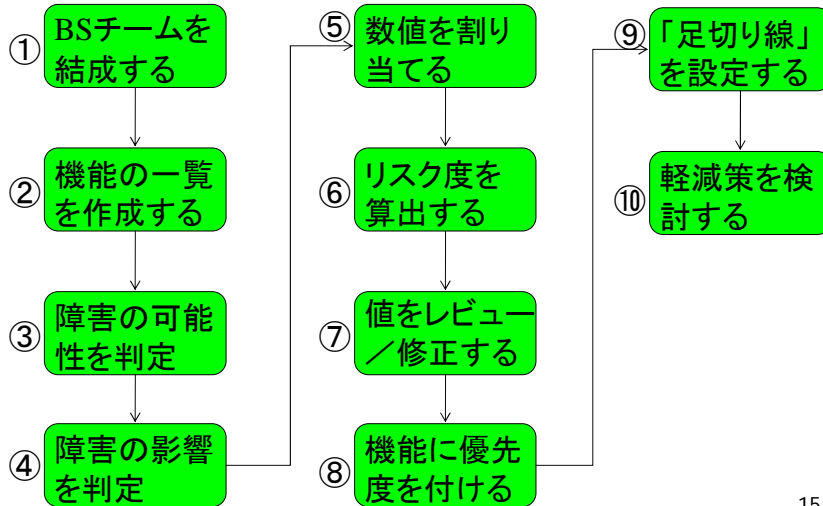 ① BSチームを
結成する
② 機能の一覧
を作成する
③ 障害の可能
性を判定
④ 障害の影響
を判定
⑤ 数値を割り
当てる
⑥ リスク度を
算出する
⑦ 値をレビュー
／修正する
⑧ 機能に優先
度を付ける
⑨ 「足切り線」
を設定する
⑩ 軽減策を検
討する
15